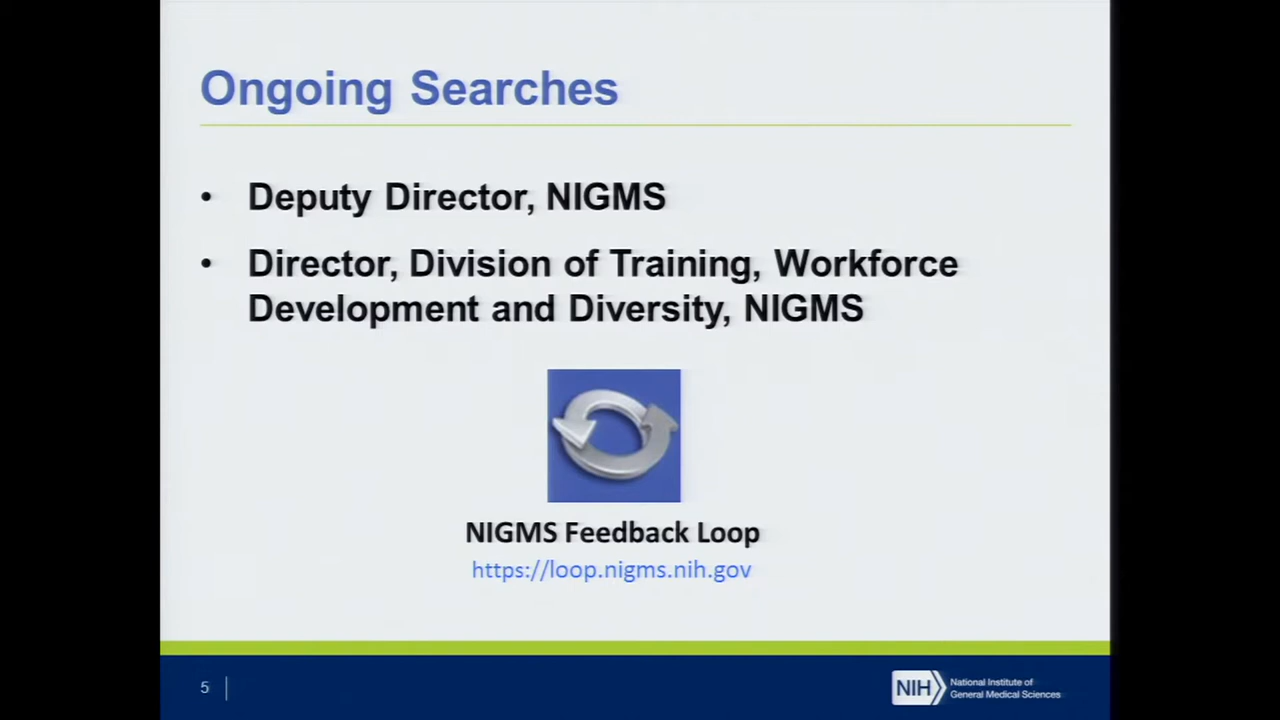 Ongoing Searches
• Deputy Director, NIGMS
• Director, Division of Training, Workforce
Development and Diversity, NIGMS
NIGMS Feedback Loop
https://loop.nigms.nih.gov
5
NIH
National Institute of
General Medical Sciences